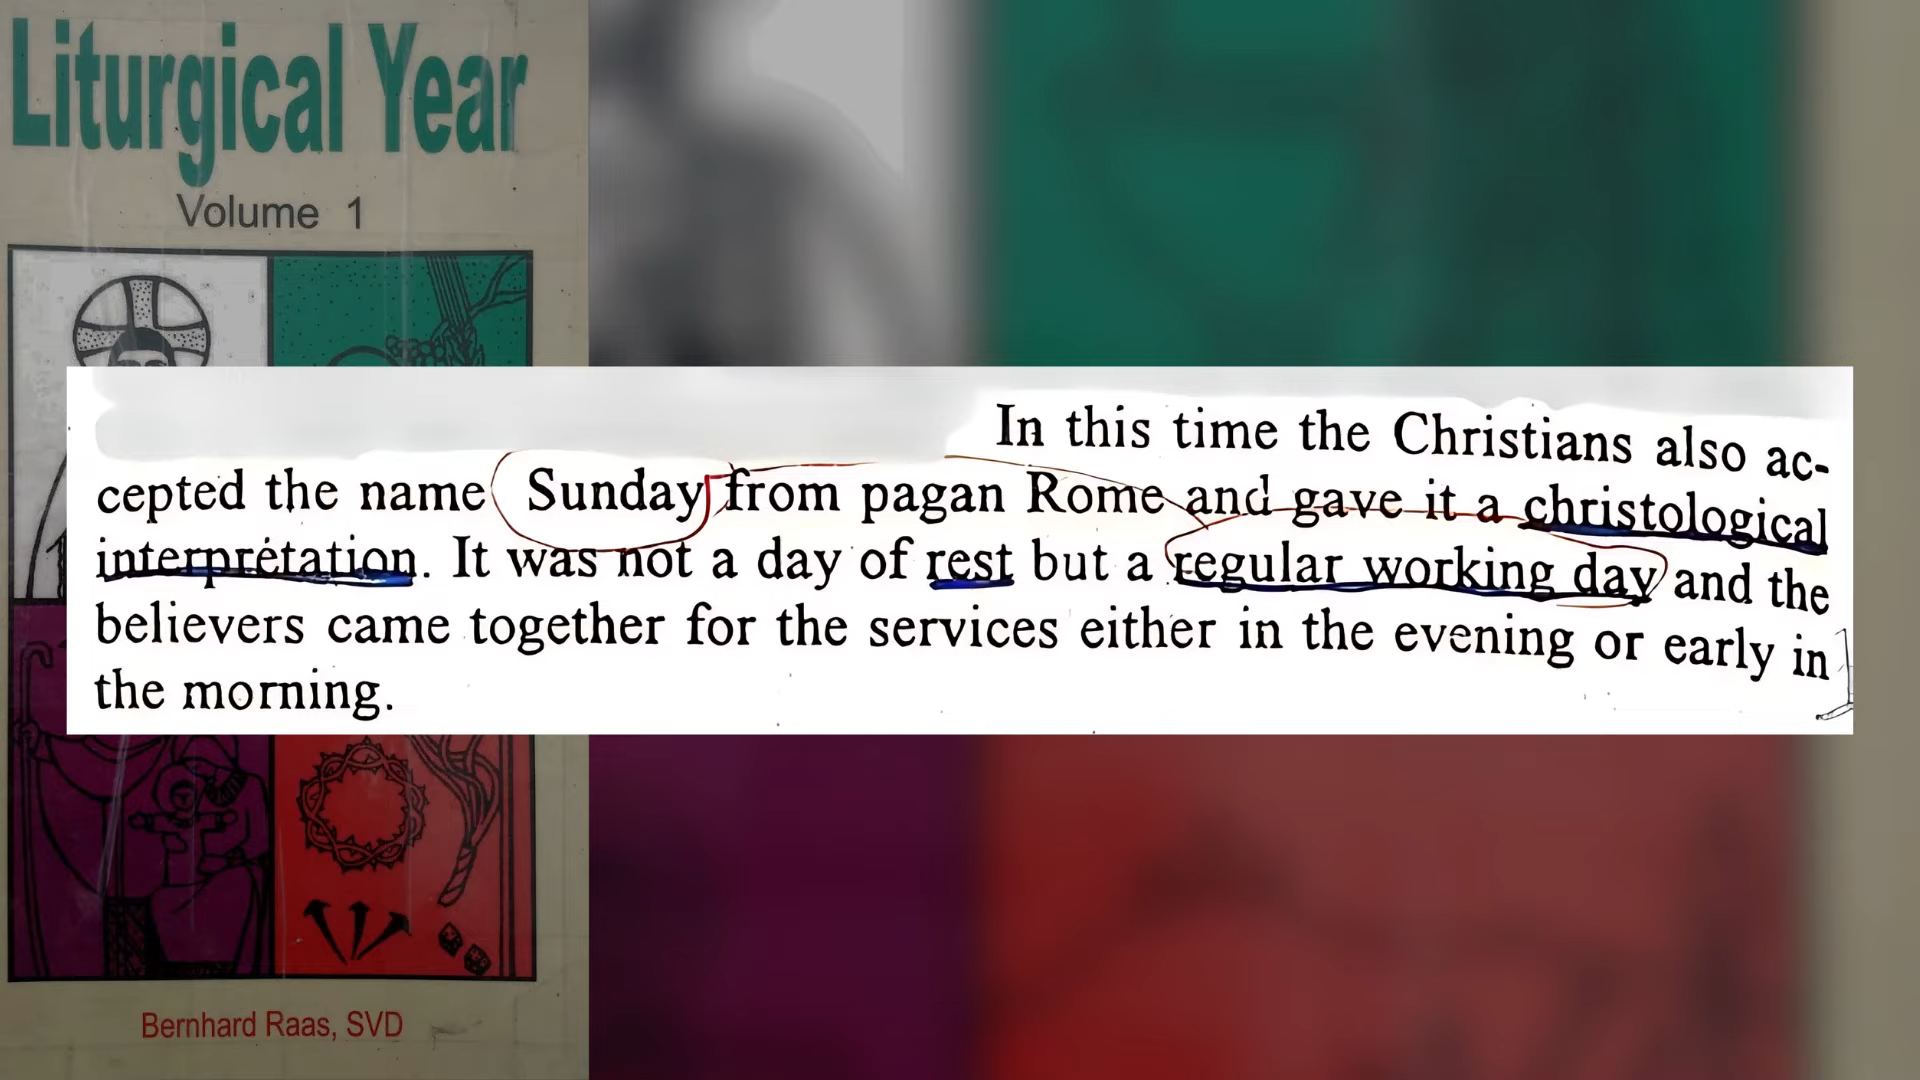 Liturgical Year
Volume 1
In this time the Christians also ac-
cepted the name Sunday from pagan Rome and gave it a christological
interpretation. It was not a day of rest but a regular working day and the
believers came together for the services either in the evening or early in
the morning.
Bernhard Raas, SVD